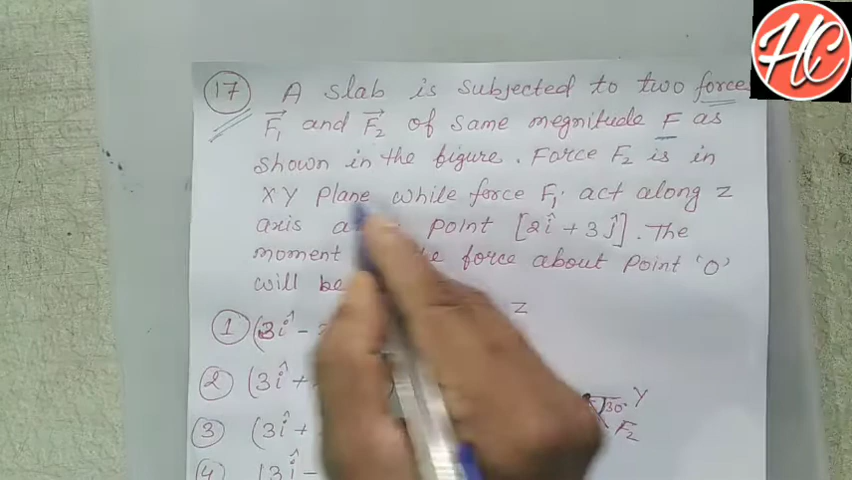 HC
17 A slab is subjected to two force
F₁ and F₂ of same megnitude F as
shown in the figure. Force F₂ is in
XY Plane while force F₁ act along Z
axis point [2î + 3ĵ]. The
moment force about Point 'O'
will be
Z
1 (3î -
2 (3î +
Y
30°
3 (3î +
F₂
4 (3î -